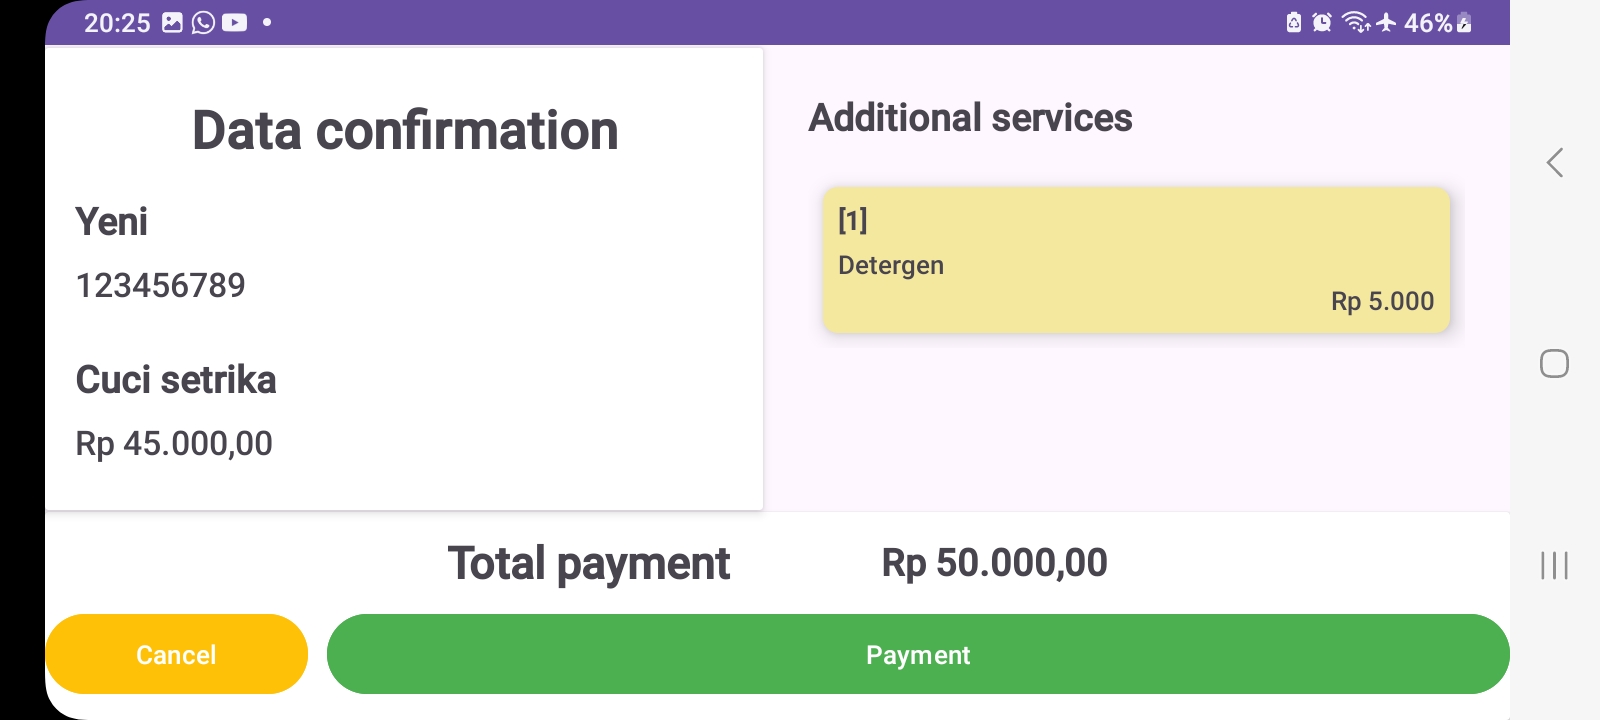 20:25
46%
Data confirmation
Yeni
123456789
Cuci setrika
Rp 45.000,00
Additional services
[1]
Detergen
Rp 5.000
Total payment
Rp 50.000,00
Cancel
Payment